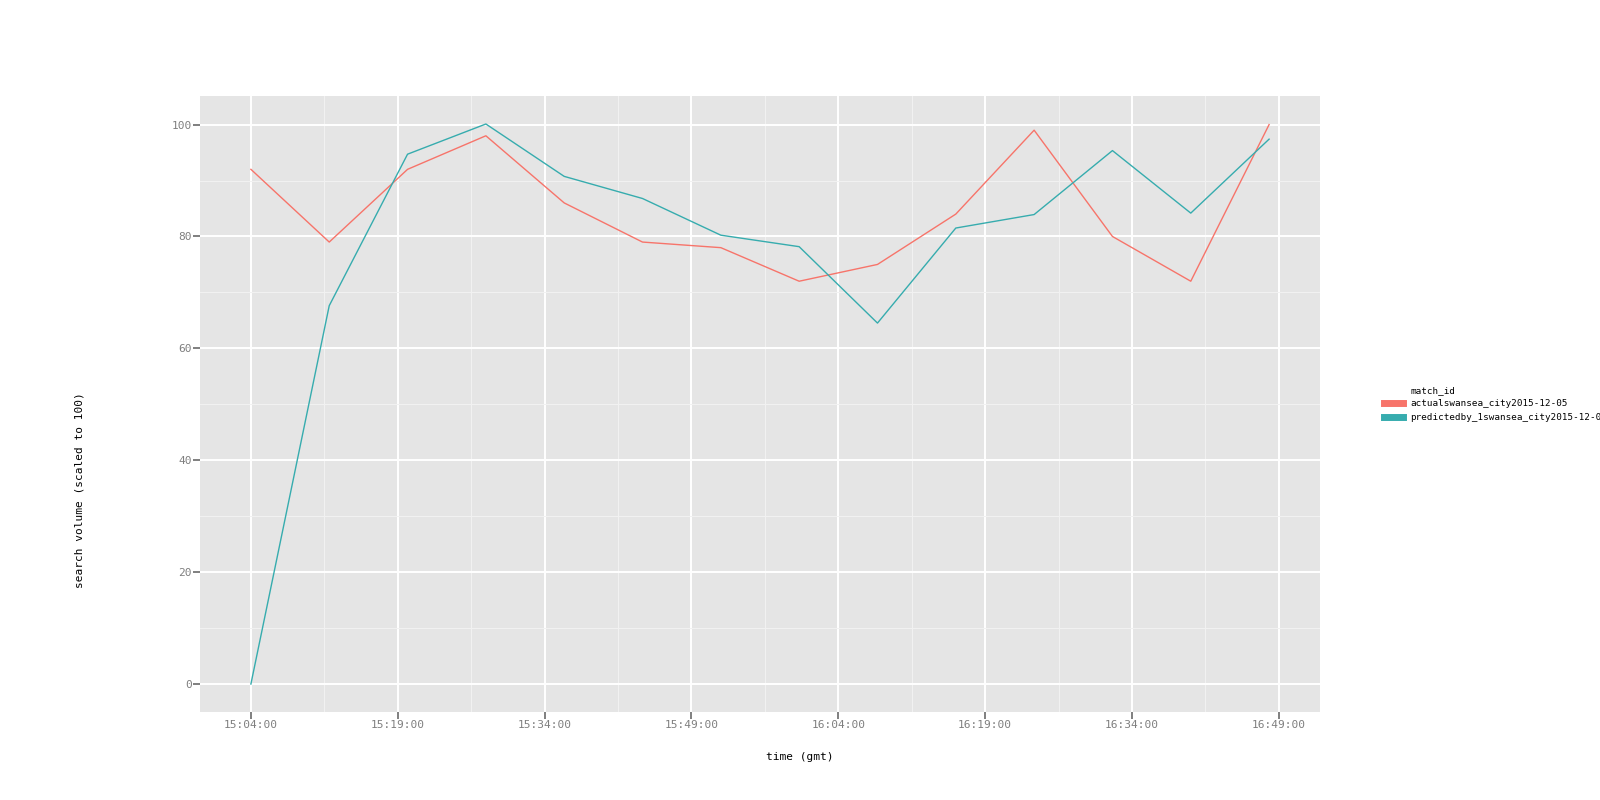 100
80
60
40
20
0
search volume (scaled to 100)
15:04:00 15:19:00 15:34:00 15:49:00 16:04:00 16:19:00 16:34:00 16:49:00
time (gmt)
match_id
actualswansea_city2015-12-05
predictedby_1swansea_city2015-12-0